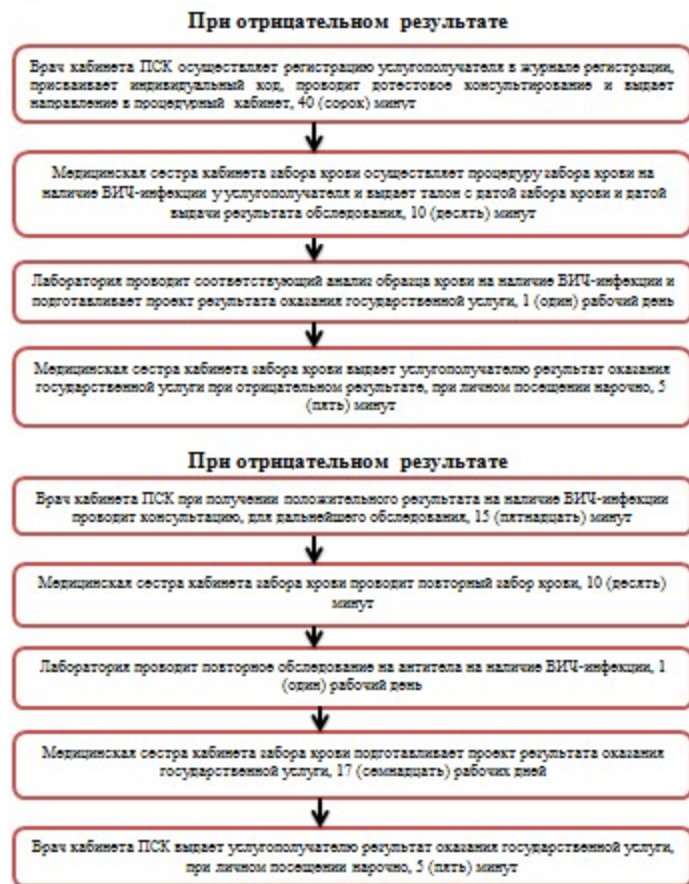 При отрицательном результате
Врач кабинета ПСК осуществляет регистрацию услугополучателя в журнале регистрации,
присваивает индивидуальный код, проводит дотестовое консультирование и выдает
направление в процедурный кабинет, 40 (сорок) минут
Медицинская сестра кабинета забора крови осуществляет процедуру забора крови на
наличие ВИЧ-инфекции у услугополучателя и выдает талон с датой забора крови и датой
выдачи результата обследования, 10 (десять) минут
Лаборатория проводит соответствующий анализ образца крови на наличие ВИЧ-инфекции и
подготавливает проект результата оказания государственной услуги, 1 (один) рабочий день
Медицинская сестра кабинета забора крови выдает услугополучателю результат оказания
государственной услуги при отрицательном результате, при личном посещении нарочно, 5
(пять) минут
При отрицательном результате
Врач кабинета ПСК при получении положительного результата на наличие ВИЧ-инфекции
проводит консультацию, для дальнейшего обследования, 15 (пятнадцать) минут
Медицинская сестра кабинета забора крови проводит повторный забор крови, 10 (десять)
минут
Лаборатория проводит повторное обследование на антитела на наличие ВИЧ-инфекции, 1
(один) рабочий день
Медицинская сестра кабинета забора крови подготавливает проект результата оказания
государственной услуги, 17 (семнадцать) рабочих дней
Врач кабинета ПСК выдает услугополучателю результат оказания государственной услуги,
при личном посещении нарочно, 5 (пять) минут